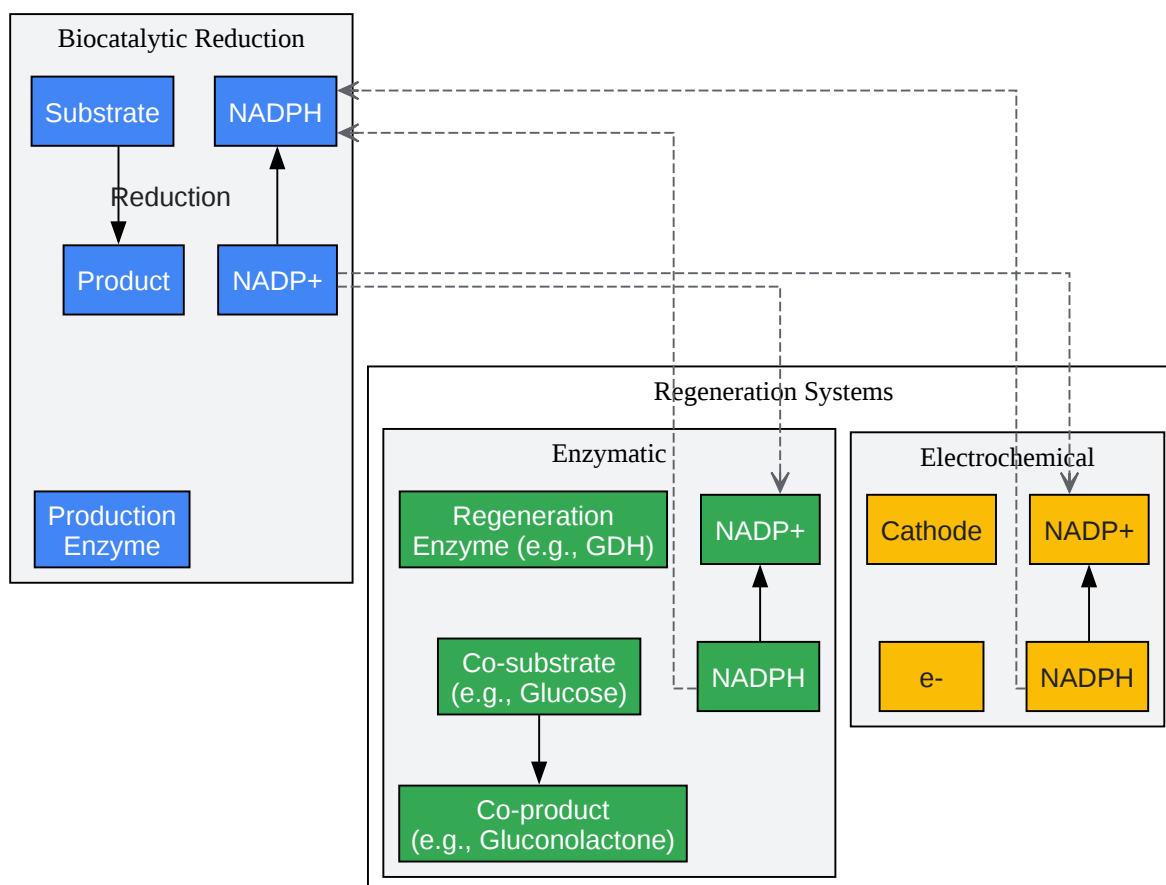 Biocatalytic Reduction
Substrate
NADPH
Reduction
Product
NADP+
Production
Enzyme
Regeneration Systems
Enzymatic
Regeneration
Enzyme (e.g., GDH)
NADP+
Co-substrate
(e.g., Glucose)
NADPH
Co-product
(e.g., Gluconolactone)
Electrochemical
Cathode
NADP+
e-
NADPH